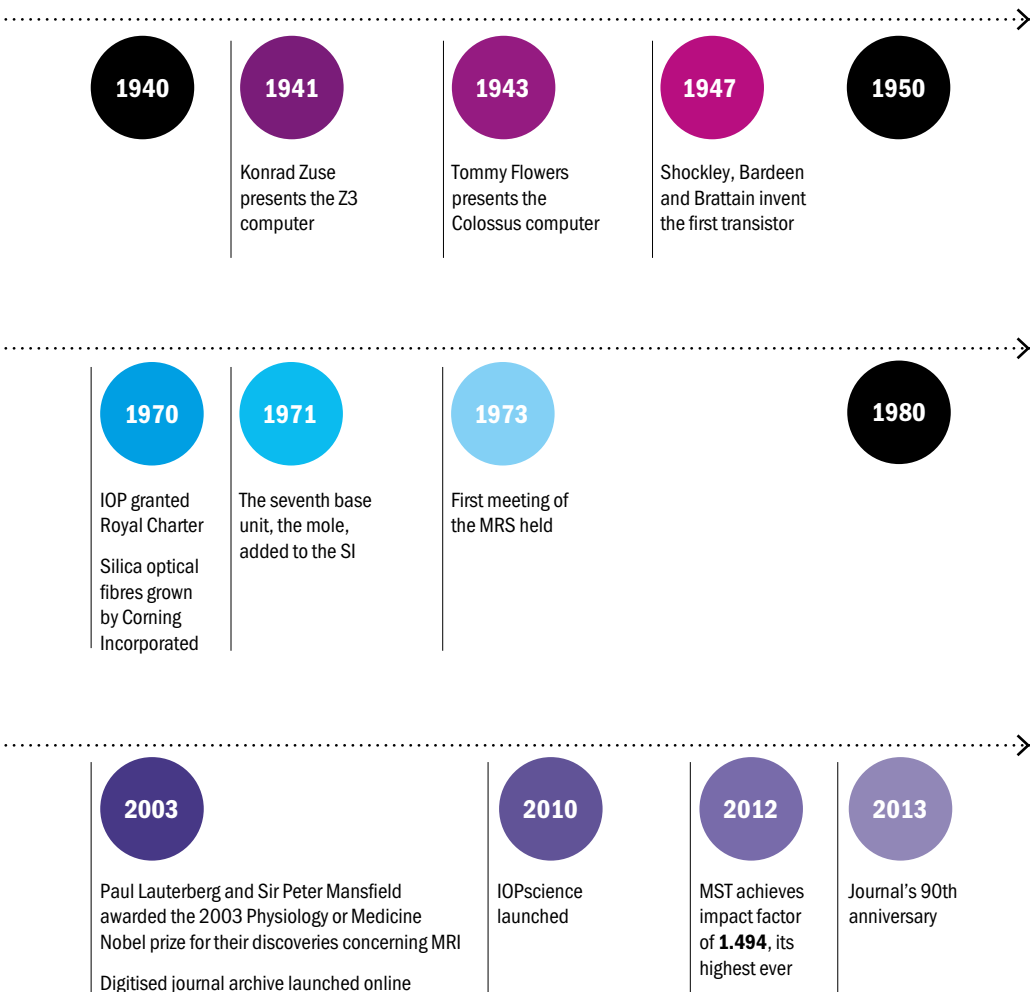 1940
1941
1943
1947
1950
Konrad Zuse
presents the Z3
computer
Tommy Flowers
presents the
Colossus computer
Shockley, Bardeen
and Brattain invent
the first transistor
1970
1971
1973
1980
IOP granted
Royal Charter
Silica optical
fibres grown
by Corning
Incorporated
The seventh base
unit, the mole,
added to the SI
First meeting of
the MRS held
2003
2010
2012
2013
Paul Lauterberg and Sir Peter Mansfield
awarded the 2003 Physiology or Medicine
Nobel prize for their discoveries concerning MRI
Digitised journal archive launched online
IOPscience
launched
MST achieves
impact factor
of 1.494, its
highest ever
Journal's 90th
anniversary